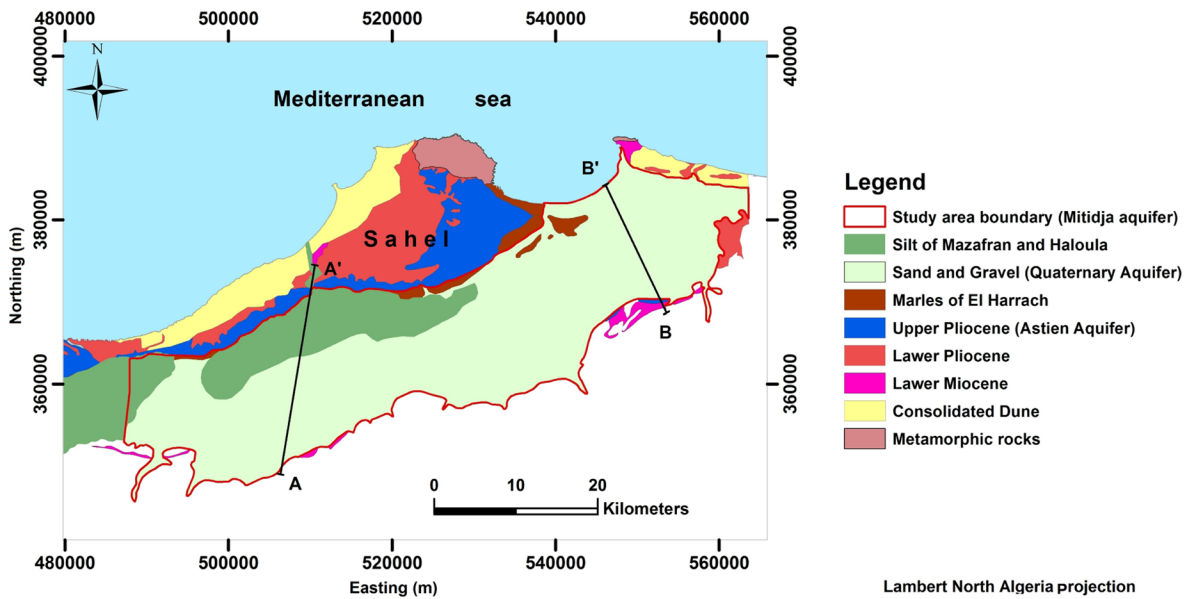 480000 500000 520000 540000 560000
400000
400000
N
Mediterranean sea
B'
380000
380000
Sahel
A'
Northing (m)
B
360000
360000
A
0 10 20
Kilometers
480000 500000 520000 540000 560000
Easting (m)
Legend
Study area boundary (Mitidja aquifer)
Silt of Mazafran and Haloula
Sand and Gravel (Quaternary Aquifer)
Marles of El Harrach
Upper Pliocene (Astien Aquifer)
Lower Pliocene
Lower Miocene
Consolidated Dune
Metamorphic rocks
Lambert North Algeria projection